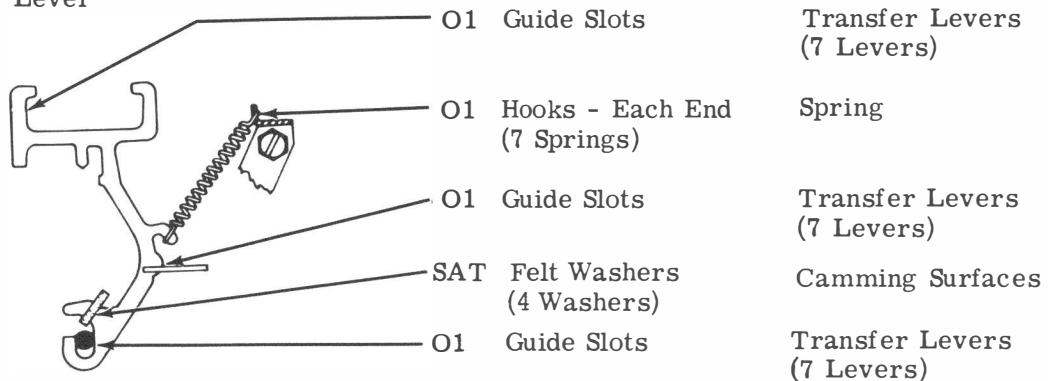 Lever
O1 Guide Slots Transfer Levers
(7 Levers)
O1 Hooks - Each End Spring
(7 Springs)
O1 Guide Slots Transfer Levers
(7 Levers)
SAT Felt Washers Camming Surfaces
(4 Washers)
O1 Guide Slots Transfer Levers
(7 Levers)